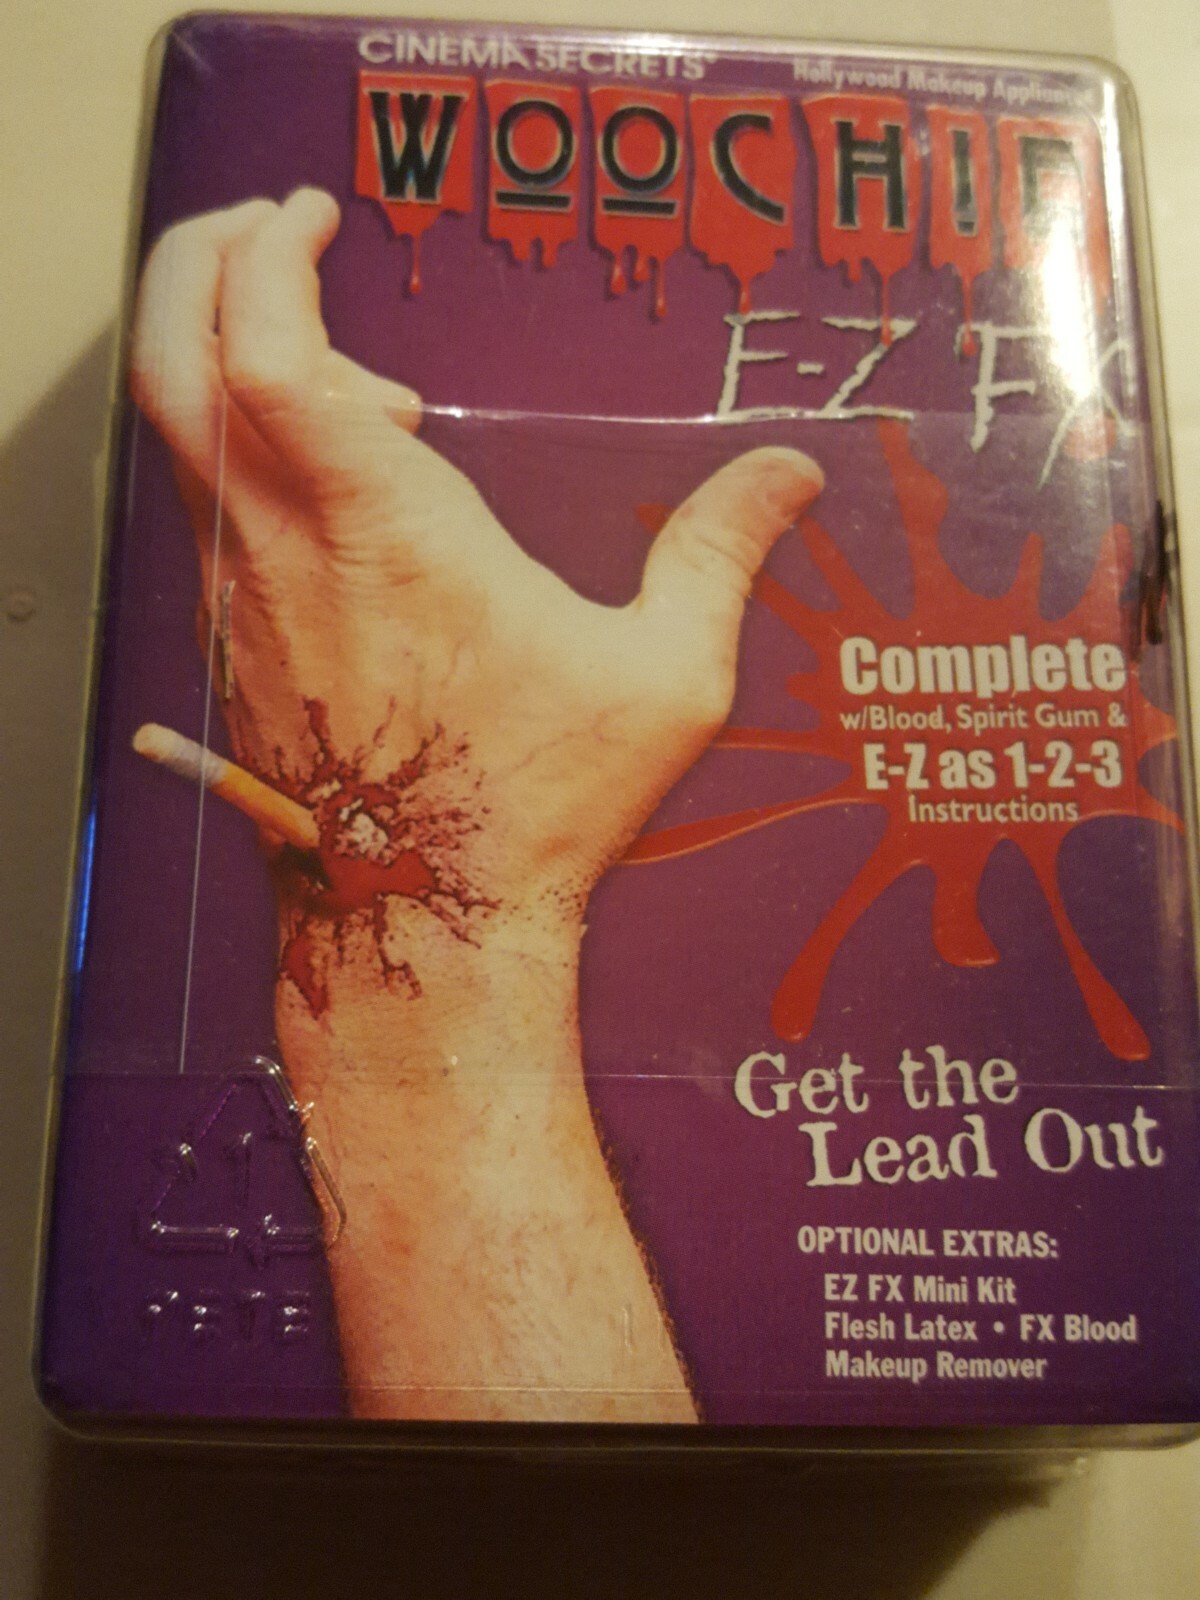 CINEMA SECRETS
Hollywood Makeup Appliances
WOOCHIE
E-Z FX
Complete
w/Blood, Spirit Gum &
E-Z as 1-2-3
Instructions
Get the
Lead Out
OPTIONAL EXTRAS:
EZ FX Mini Kit
Flesh Latex • FX Blood
Makeup Remover
1
PETE